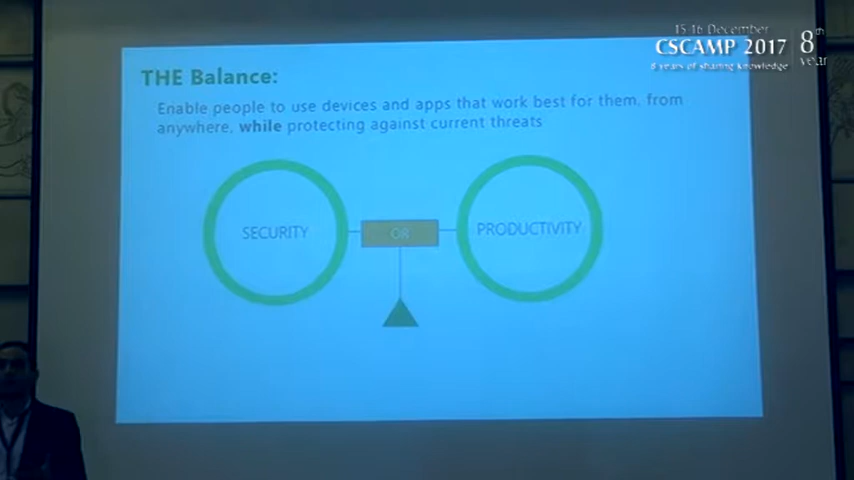 15-16 December
CSCAMP 2017
8 years of sharing knowledge
8th
year
THE Balance:
Enable people to use devices and apps that work best for them, from
anywhere, while protecting against current threats
SECURITY
OR
PRODUCTIVITY